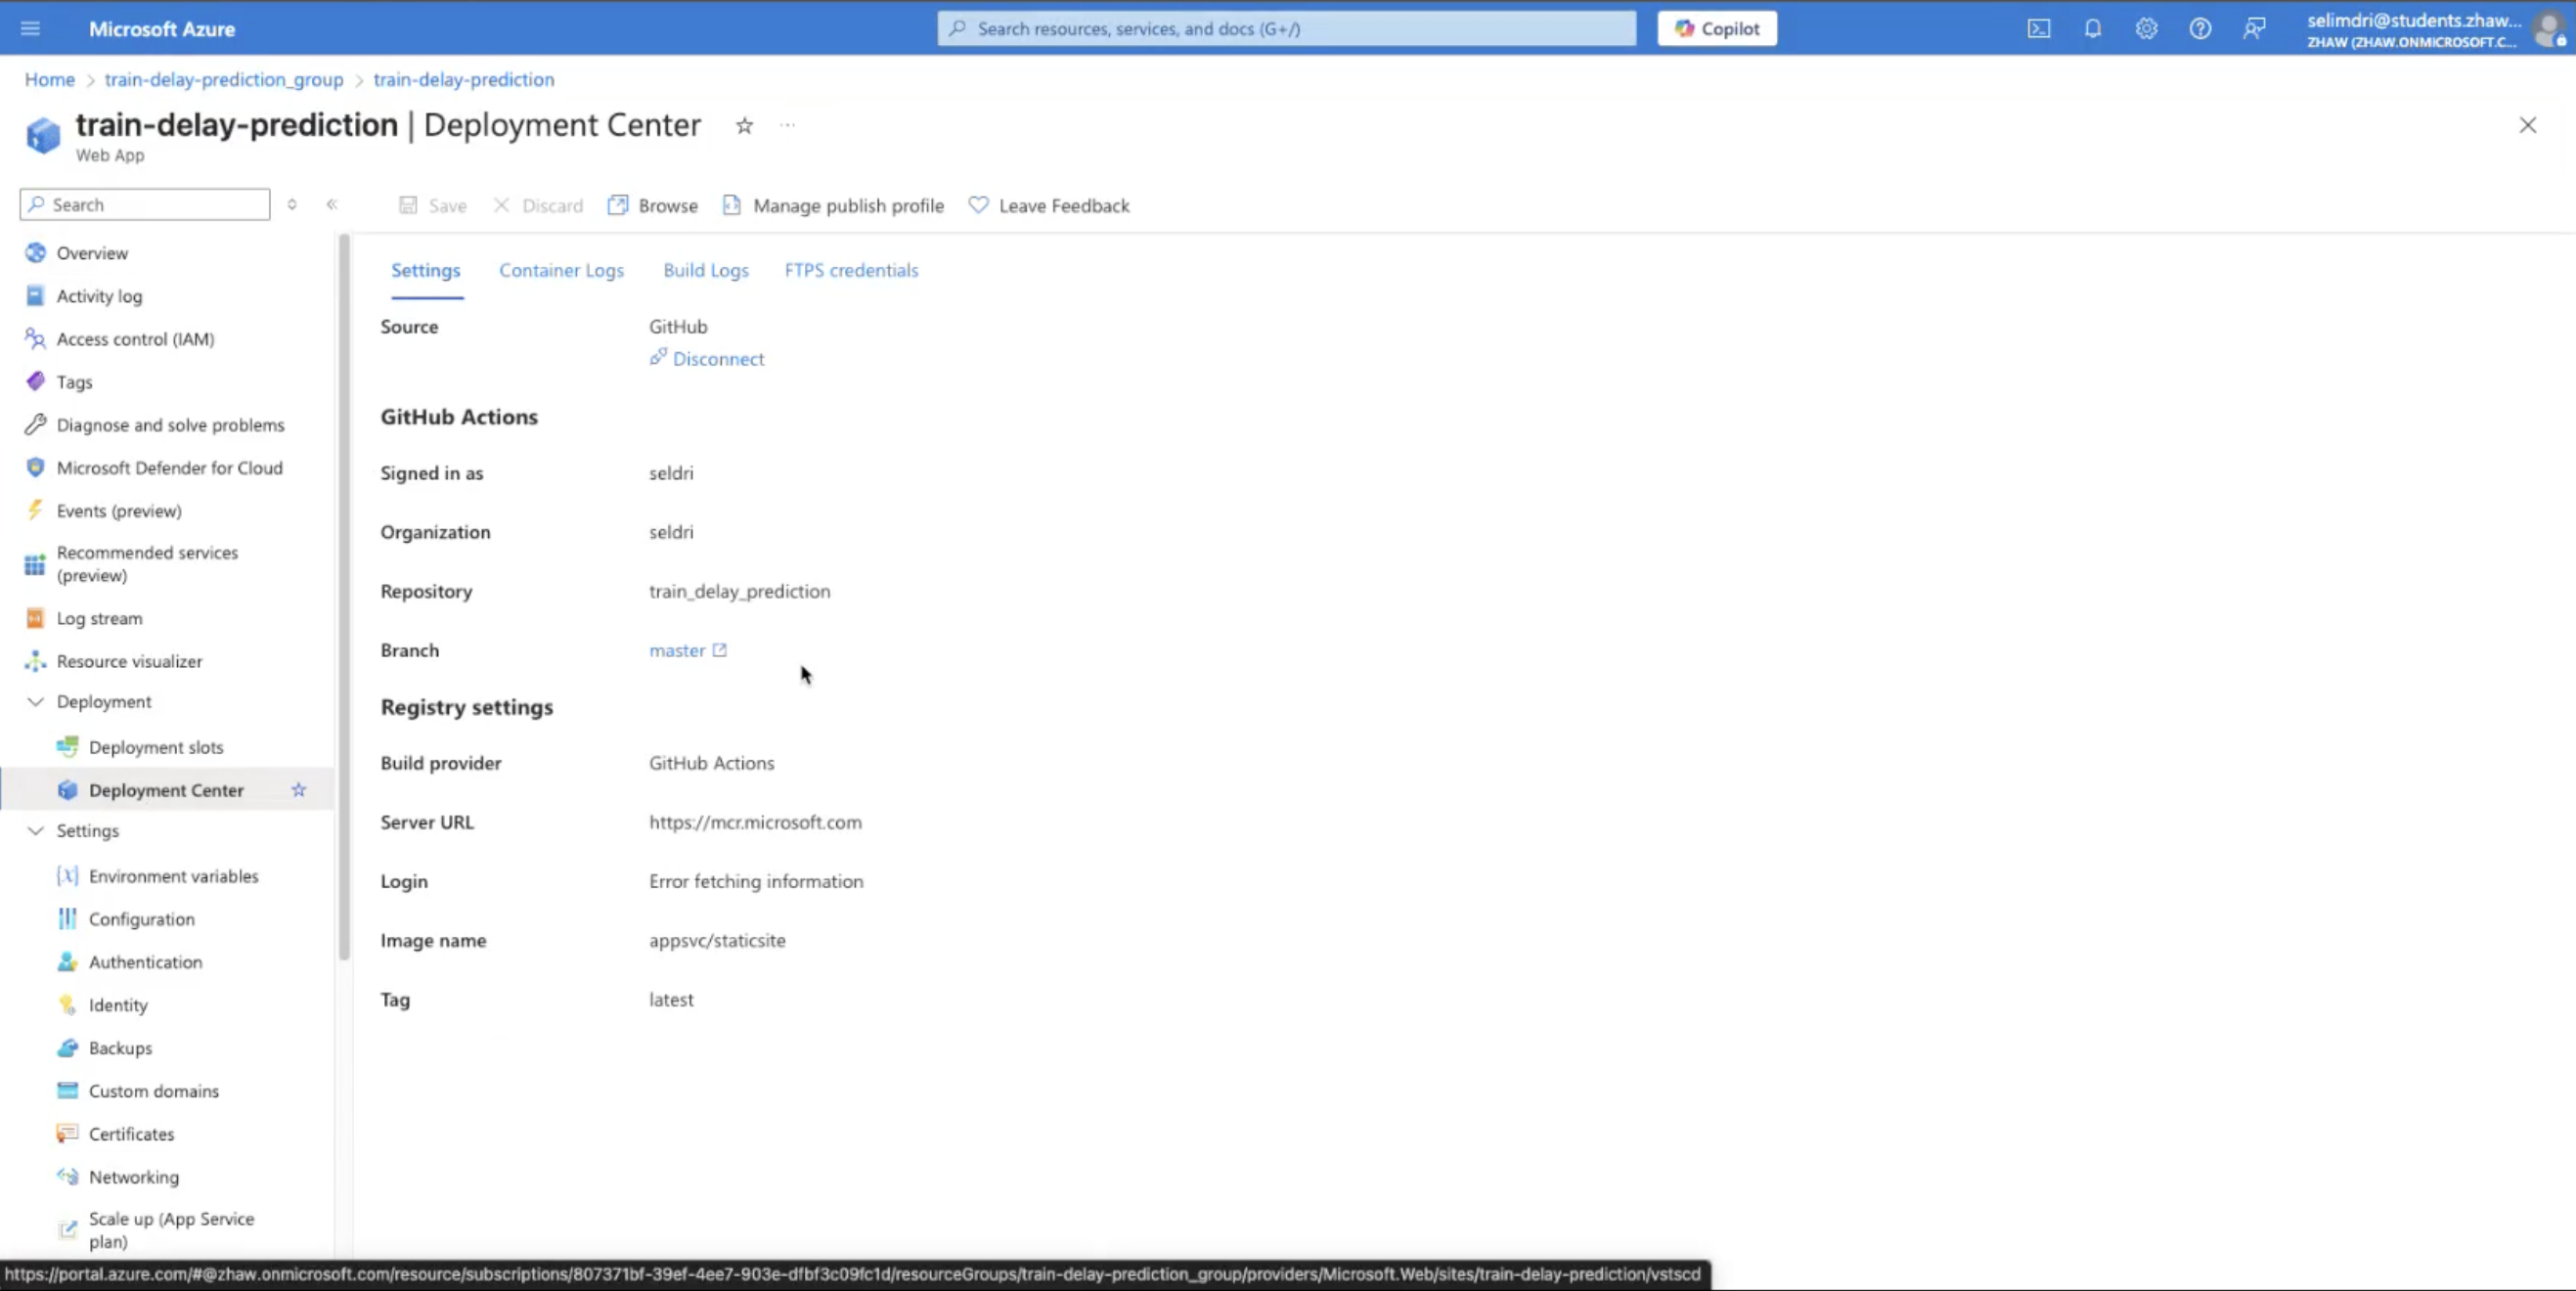 Microsoft Azure
Search resources, services, and docs (G+/)
Copilot
selimdri@students.zhaw...
ZHAW (ZHAW.ONMICROSOFT.C...
Home > train-delay-prediction_group > train-delay-prediction
train-delay-prediction | Deployment Center
Web App
Search
Save
Discard
Browse
Manage publish profile
Leave Feedback
Overview
Activity log
Access control (IAM)
Tags
Diagnose and solve problems
Microsoft Defender for Cloud
Events (preview)
Recommended services
(preview)
Log stream
Resource visualizer
Deployment
Deployment slots
Deployment Center
Settings
Environment variables
Configuration
Authentication
Identity
Backups
Custom domains
Certificates
Networking
Scale up (App Service
plan)
Settings
Container Logs
Build Logs
FTPS credentials
Source
GitHub
Disconnect
GitHub Actions
Signed in as
seldri
Organization
seldri
Repository
train_delay_prediction
Branch
master
Registry settings
Build provider
GitHub Actions
Server URL
https://mcr.microsoft.com
Login
Error fetching information
Image name
appsvc/staticsite
Tag
latest
https://portal.azure.com/#@zhaw.onmicrosoft.com/resource/subscriptions/807371bf-39ef-4ee7-903e-dfbf3c09fc1d/resourceGroups/train-delay-prediction_group/providers/Microsoft.Web/sites/train-delay-prediction/vstscd